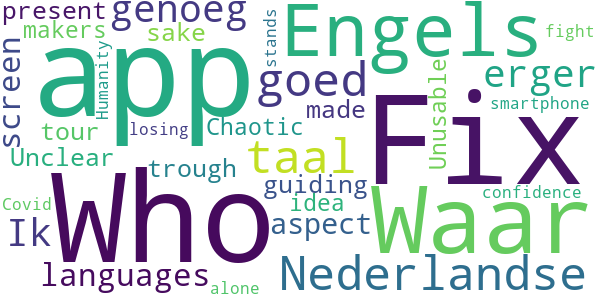 present genoeg Engels fight
makers sake stands
app Humanity goed erger
screen made Fix smartphone
tour losing Chaotic Unusable
Unclear trough taal
Who guiding Waar confidence
Covid idea
Ik aspect
languages alone Nederlandse